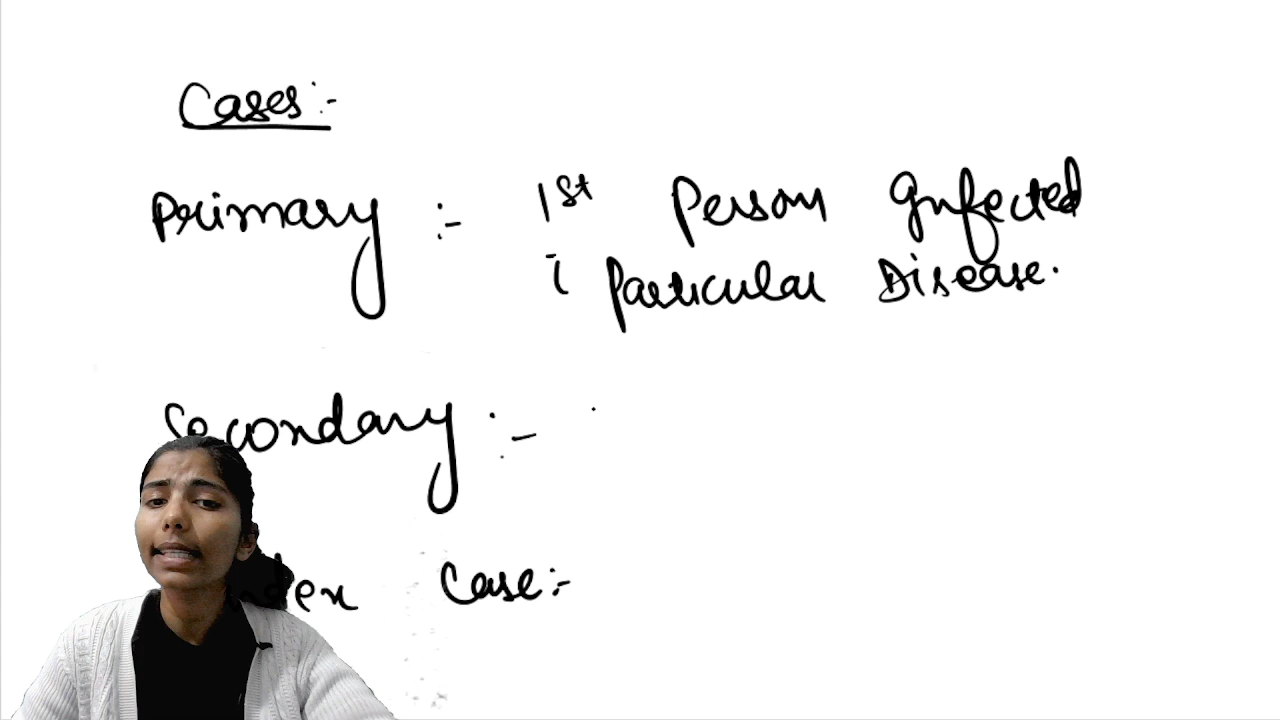 Cases:-
Primary :- 1st Person Infected
c̄ Particular Disease.
Secondary :-
Case:-